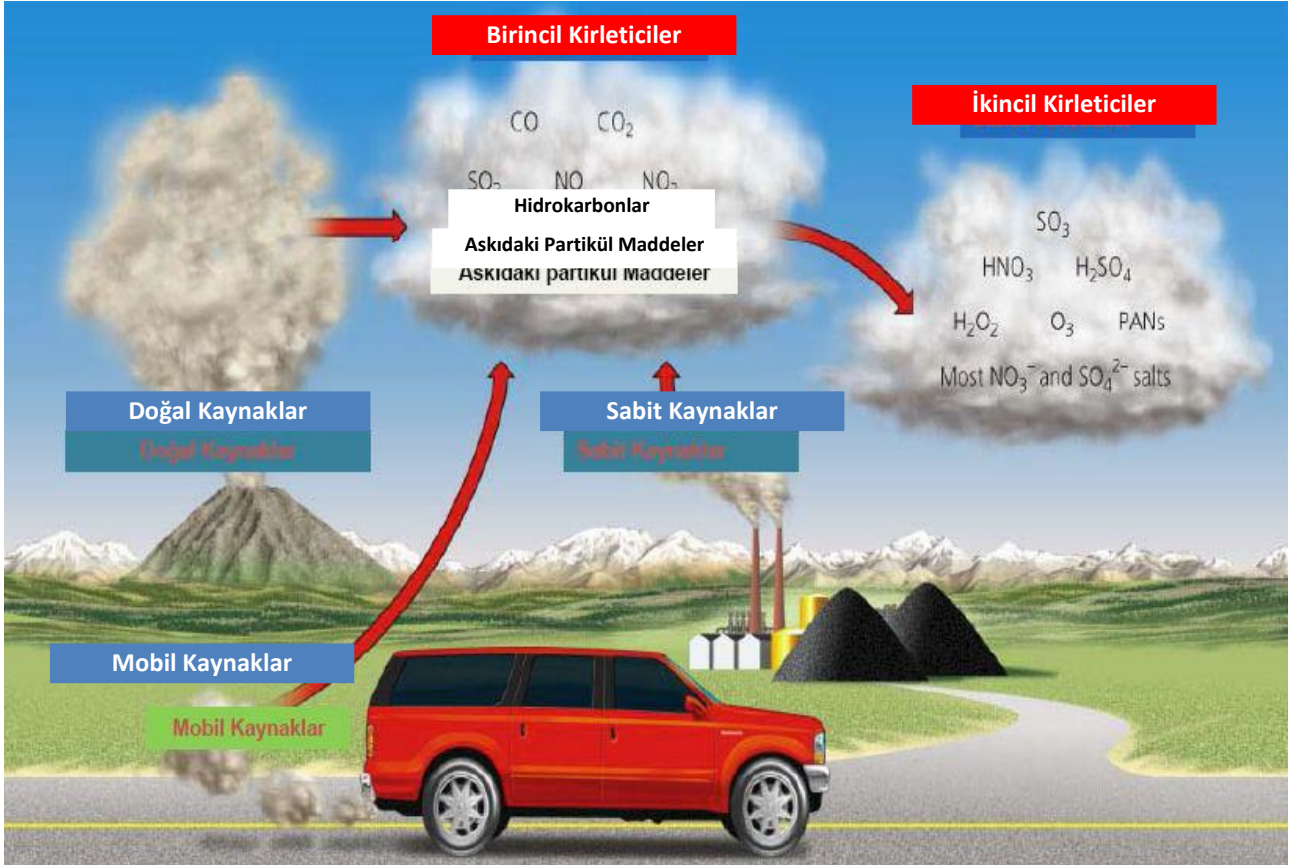 Birincil Kirleticiler
İkincil Kirleticiler
CO CO₂
SO₂ NO NO₂
Hidrokarbonlar
Askıdaki Partikül Maddeler
Askıdaki partikül Maddeler
SO₃
HNO₃ H₂SO₄
H₂O₂ O₃ PANs
Most NO₃⁻ and SO₄²⁻ salts
Doğal Kaynaklar
Doğal Kaynaklar
Sabit Kaynaklar
Sabit Kaynaklar
Mobil Kaynaklar
Mobil Kaynaklar